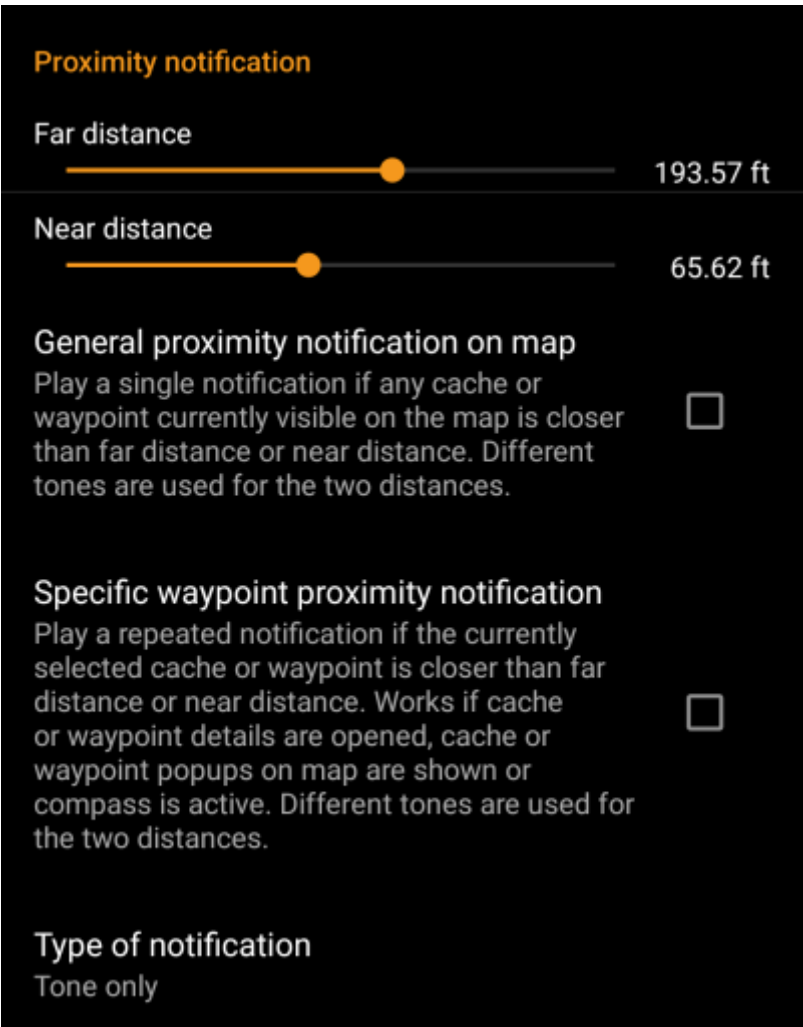 Proximity notification
Far distance
193.57 ft
Near distance
65.62 ft
General proximity notification on map
Play a single notification if any cache or
waypoint currently visible on the map is closer
than far distance or near distance. Different
tones are used for the two distances.
Specific waypoint proximity notification
Play a repeated notification if the currently
selected cache or waypoint is closer than far
distance or near distance. Works if cache
or waypoint details are opened, cache or
waypoint popups on map are shown or
compass is active. Different tones are used for
the two distances.
Type of notification
Tone only